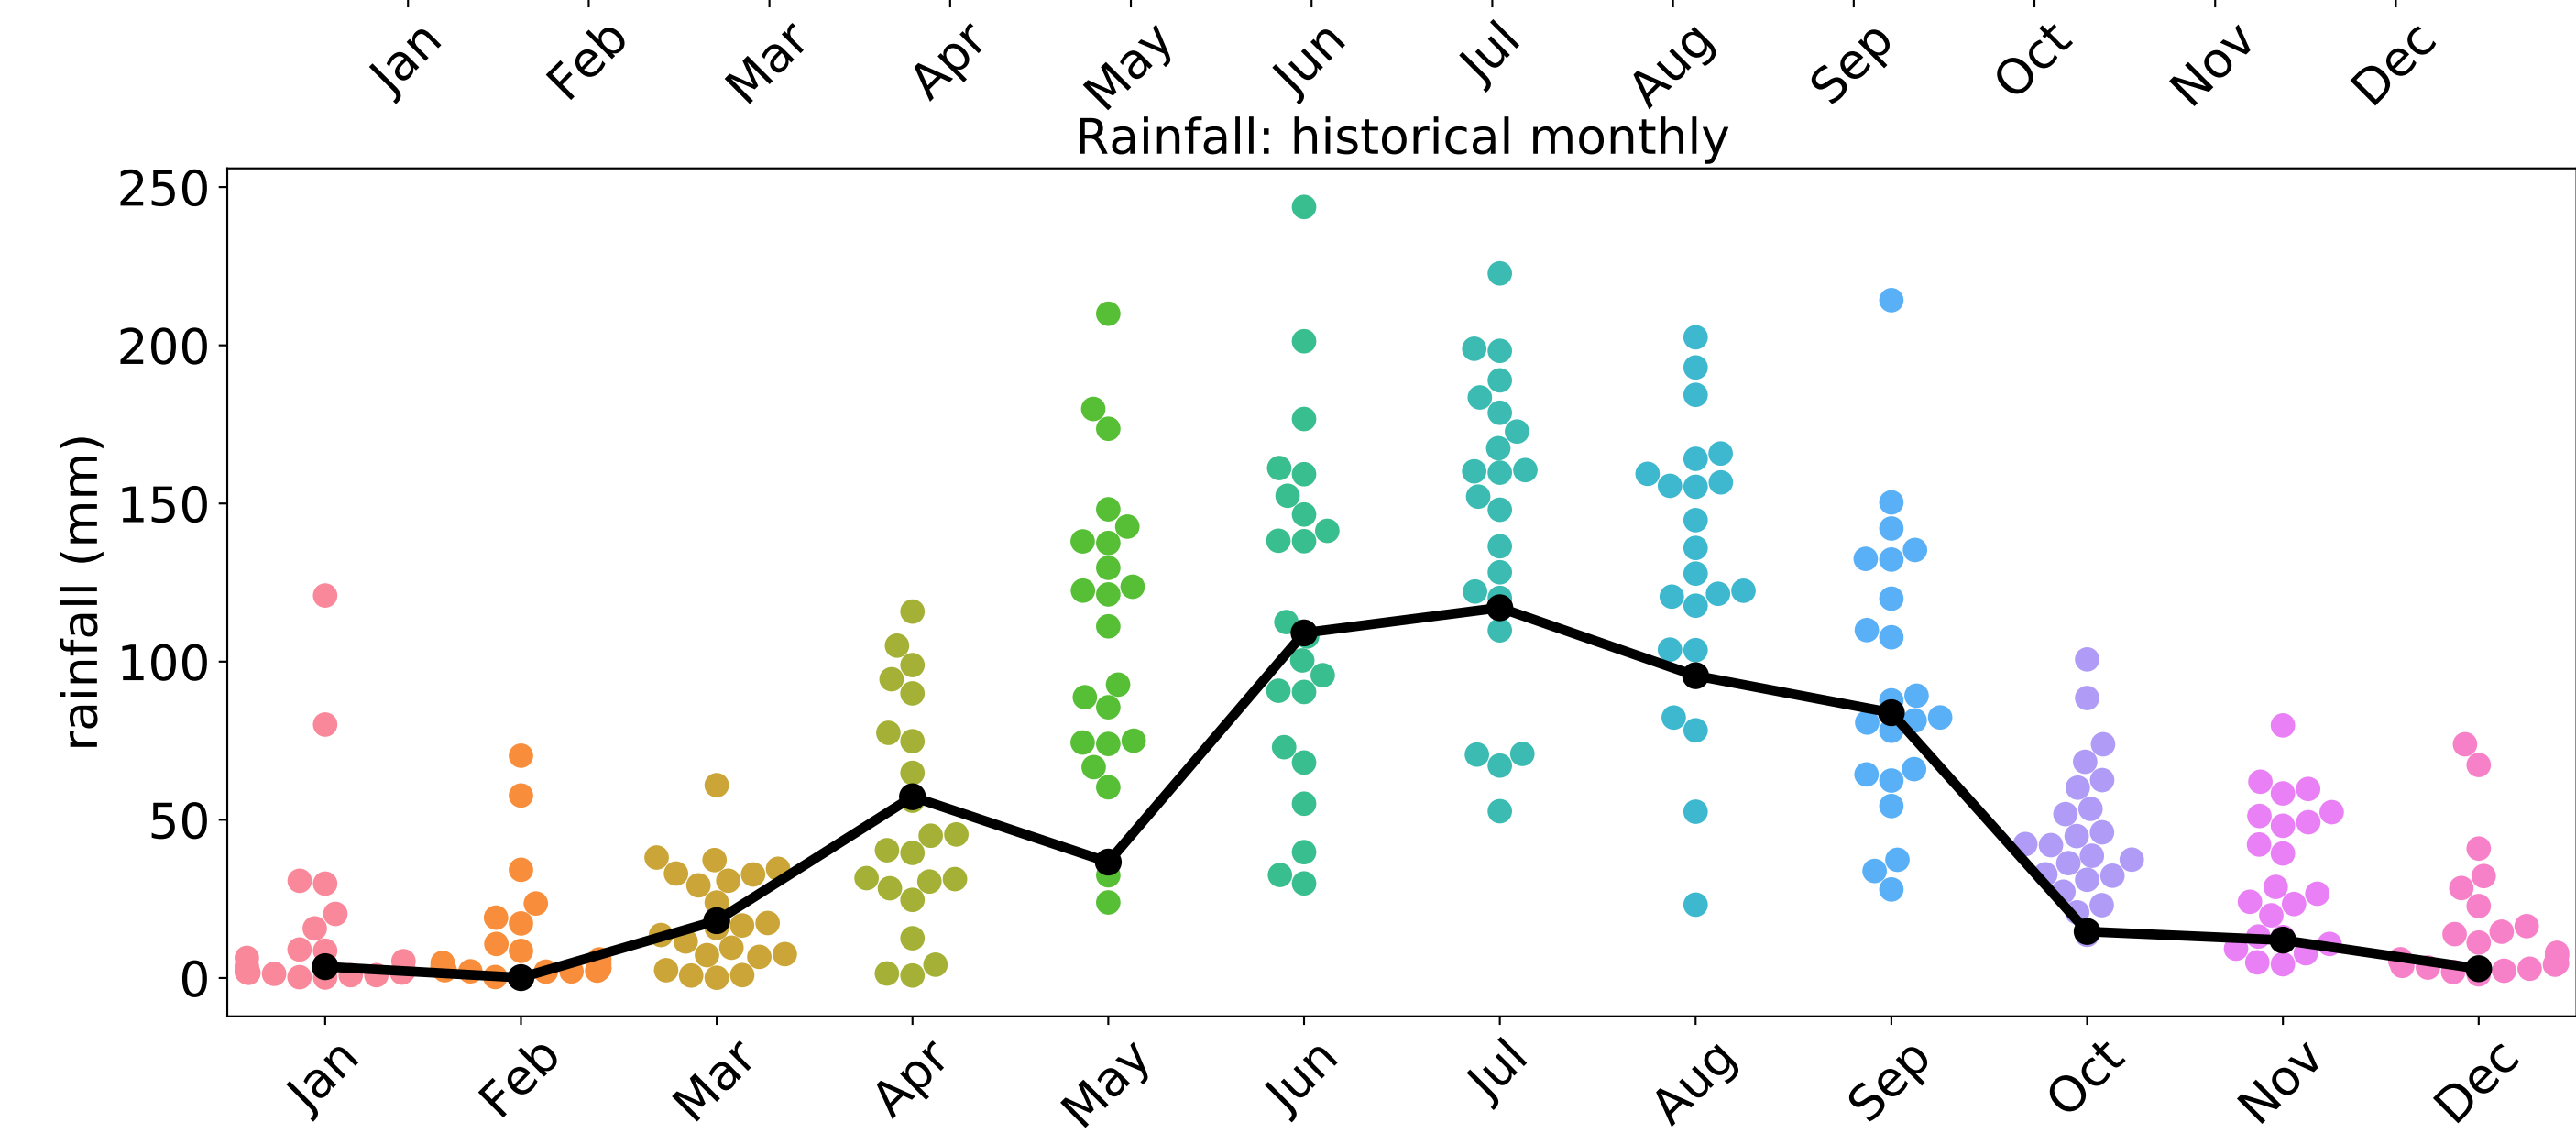 Jan Feb Mar Apr May Jun Jul Aug Sep Oct Nov Dec
Rainfall: historical monthly
250
200
150
100
50
0
rainfall (mm)
Jan Feb Mar Apr May Jun Jul Aug Sep Oct Nov Dec